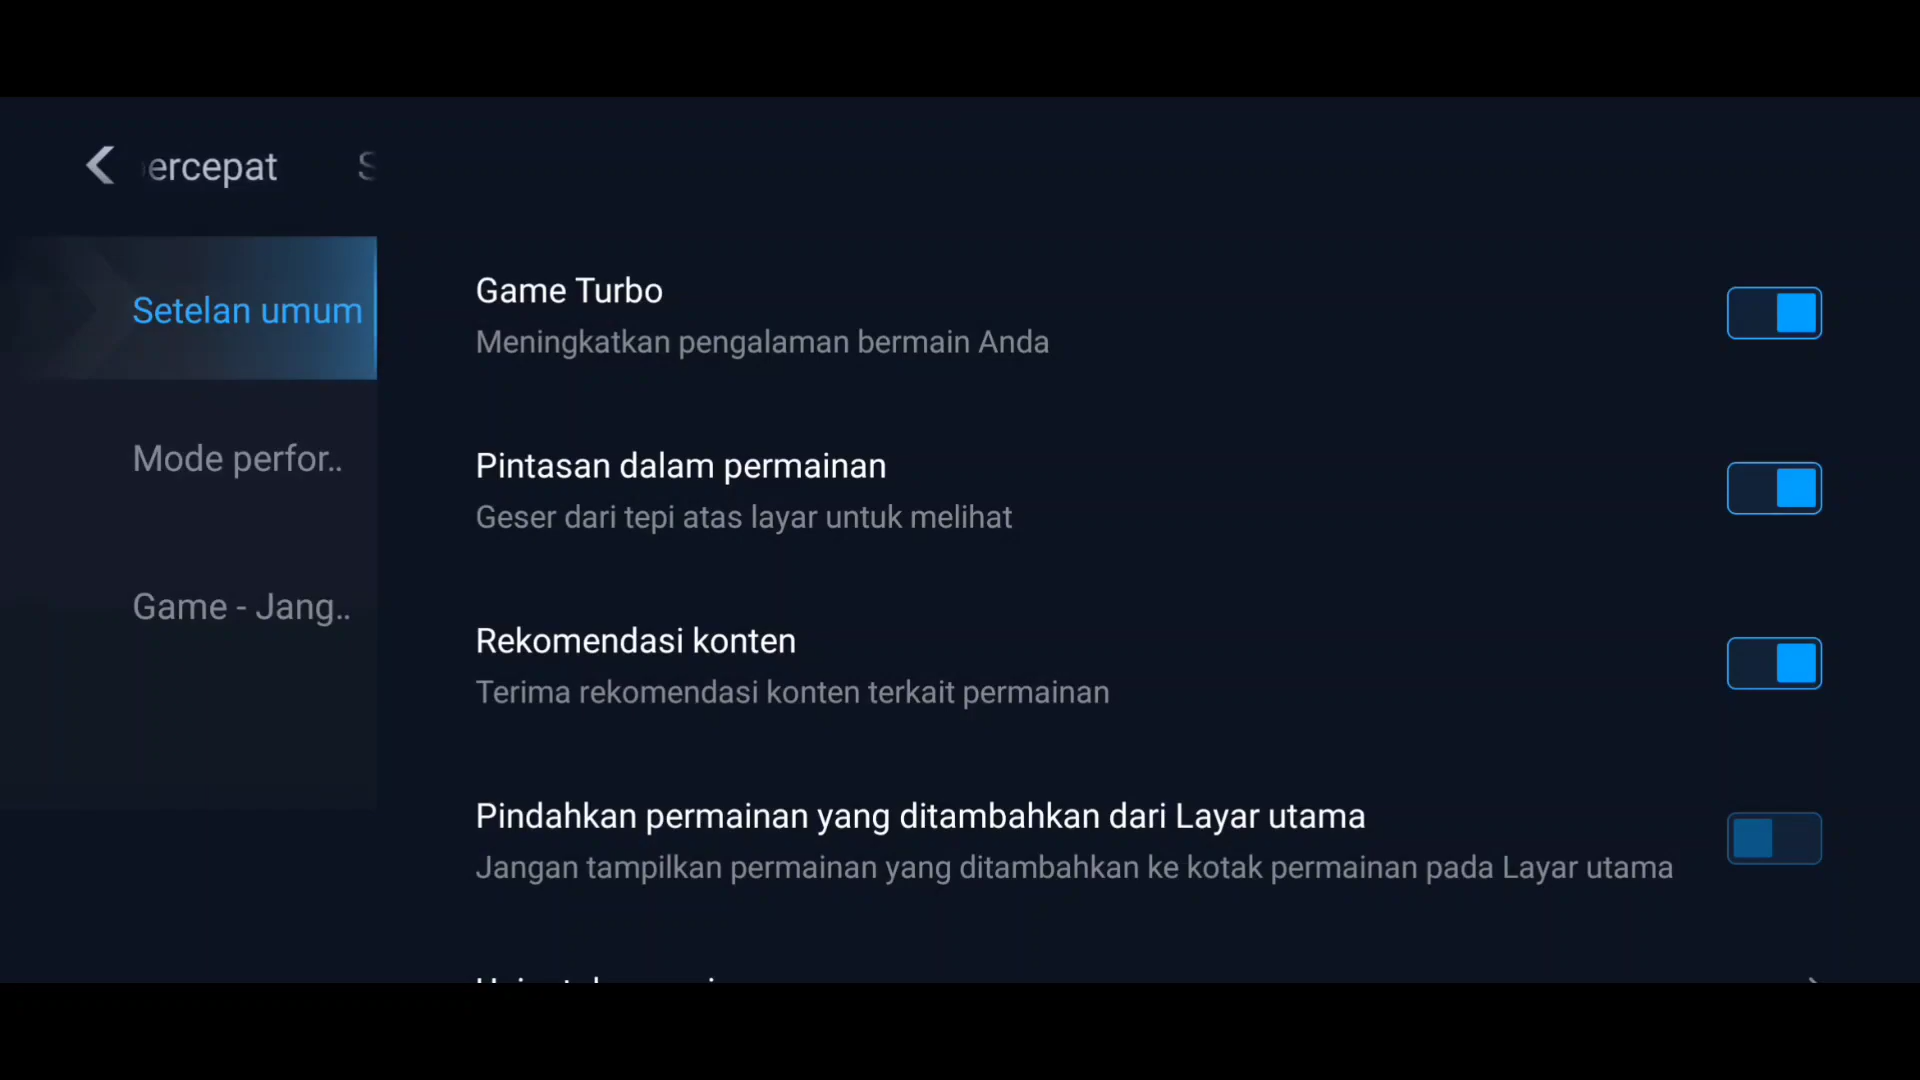 ercepat
Setelan umum
Mode perfor..
Game - Jang..
Game Turbo
Meningkatkan pengalaman bermain Anda
Pintasan dalam permainan
Geser dari tepi atas layar untuk melihat
Rekomendasi konten
Terima rekomendasi konten terkait permainan
Pindahkan permainan yang ditambahkan dari Layar utama
Jangan tampilkan permainan yang ditambahkan ke kotak permainan pada Layar utama